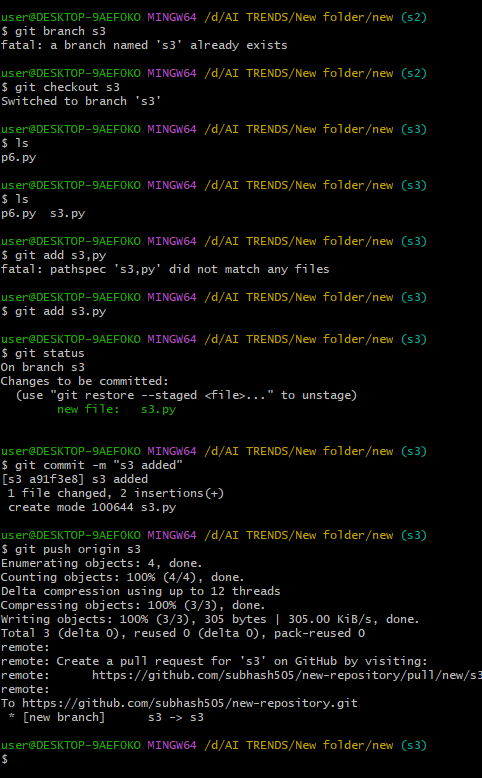 user@DESKTOP-9AEFOKO MINGW64 /d/AI TRENDS/New folder/new (s2)
$ git branch s3
fatal: a branch named 's3' already exists
user@DESKTOP-9AEFOKO MINGW64 /d/AI TRENDS/New folder/new (s2)
$ git checkout s3
Switched to branch 's3'
user@DESKTOP-9AEFOKO MINGW64 /d/AI TRENDS/New folder/new (s3)
$ ls
p6.py
user@DESKTOP-9AEFOKO MINGW64 /d/AI TRENDS/New folder/new (s3)
$ ls
p6.py  s3.py
user@DESKTOP-9AEFOKO MINGW64 /d/AI TRENDS/New folder/new (s3)
$ git add s3,py
fatal: pathspec 's3,py' did not match any files
user@DESKTOP-9AEFOKO MINGW64 /d/AI TRENDS/New folder/new (s3)
$ git add s3.py
user@DESKTOP-9AEFOKO MINGW64 /d/AI TRENDS/New folder/new (s3)
$ git status
On branch s3
Changes to be committed:
  (use "git restore --staged <file>..." to unstage)
        new file:   s3.py
user@DESKTOP-9AEFOKO MINGW64 /d/AI TRENDS/New folder/new (s3)
$ git commit -m "s3 added"
[s3 a91f3e8] s3 added
 1 file changed, 2 insertions(+)
 create mode 100644 s3.py
user@DESKTOP-9AEFOKO MINGW64 /d/AI TRENDS/New folder/new (s3)
$ git push origin s3
Enumerating objects: 4, done.
Counting objects: 100% (4/4), done.
Delta compression using up to 12 threads
Compressing objects: 100% (3/3), done.
Writing objects: 100% (3/3), 305 bytes | 305.00 KiB/s, done.
Total 3 (delta 0), reused 0 (delta 0), pack-reused 0
remote:
remote: Create a pull request for 's3' on GitHub by visiting:
remote:      https://github.com/subhash505/new-repository/pull/new/s3
remote:
To https://github.com/subhash505/new-repository.git
 * [new branch]      s3 -> s3
user@DESKTOP-9AEFOKO MINGW64 /d/AI TRENDS/New folder/new (s3)
$